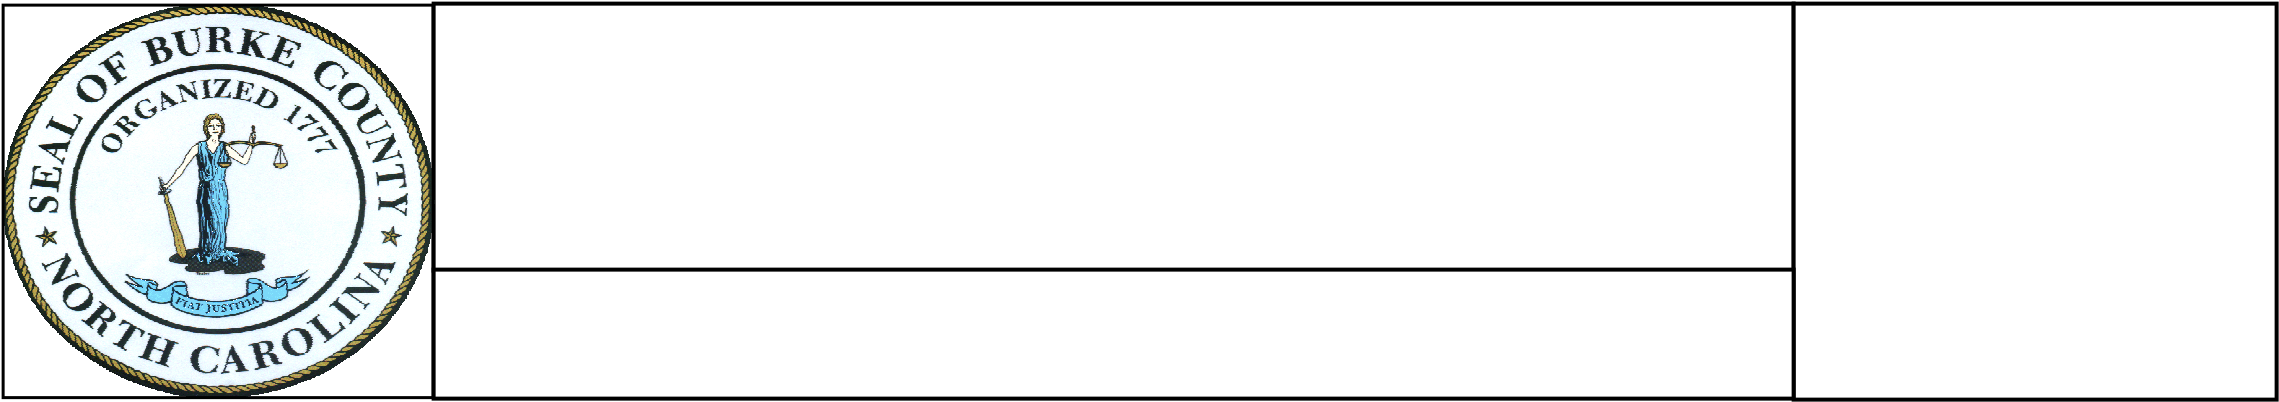 SEAL OF BURKE COUNTY
ORGANIZED 1777
FIAT JUSTITIA
★ NORTH CAROLINA ★